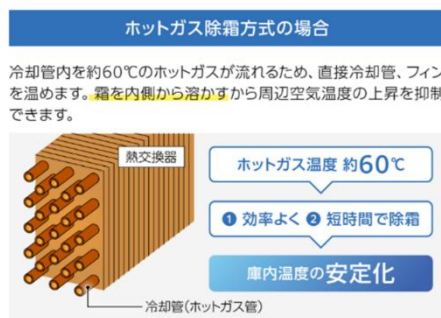 ホットガス除霜方式の場合
冷却管内を約60℃のホットガスが流れるため、直接冷却管、フィン
を温めます。霜を内側から溶かすから周辺空気温度の上昇を抑制
できます。
熱交換器
ホットガス温度 約60℃
❶ 効率よく ❷ 短時間で除霜
庫内温度の安定化
冷却管(ホットガス管)